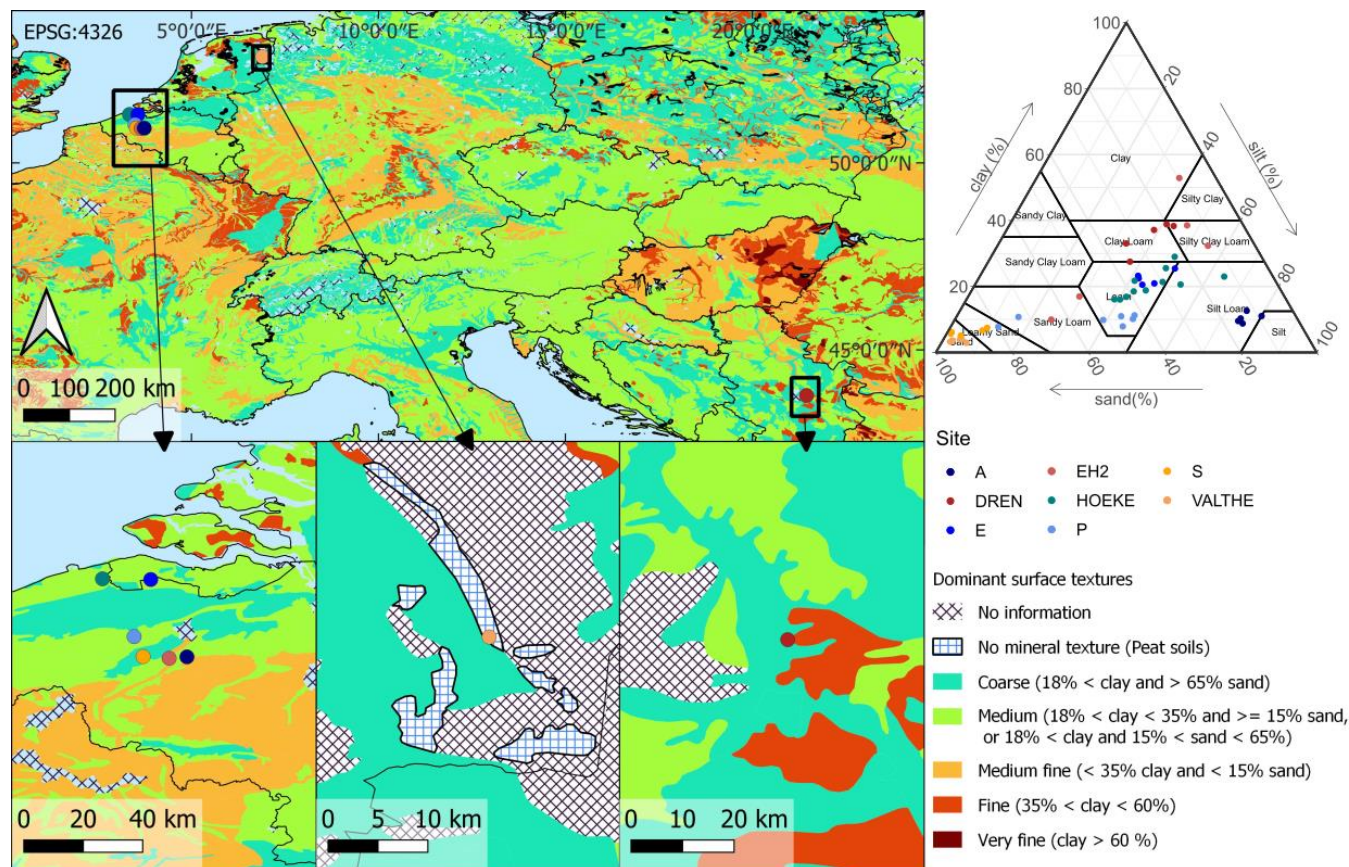 EPSG:4326
5°0′0″E
10°0′0″E
15°0′0″E
20°0′0″E
50°0′0″N
45°0′0″N
0 100 200 km
0 20 40 km
0 5 10 km
0 10 20 km
100
80
60
40
20
20
40
60
80
100
100
80
60
40
20
clay (%)
silt (%)
sand(%)
Clay
Silty Clay
Sandy Clay
Clay Loam
Silty Clay Loam
Sandy Clay Loam
Loam
Silt Loam
Sandy Loam
Silt
Loamy Sand
Sand
Site
A EH2 S
DREN HOEKE VALTHE
E P
Dominant surface textures
No information
No mineral texture (Peat soils)
Coarse (18% < clay and > 65% sand)
Medium (18% < clay < 35% and >= 15% sand,
or 18% < clay and 15% < sand < 65%)
Medium fine (< 35% clay and < 15% sand)
Fine (35% < clay < 60%)
Very fine (clay > 60 %)